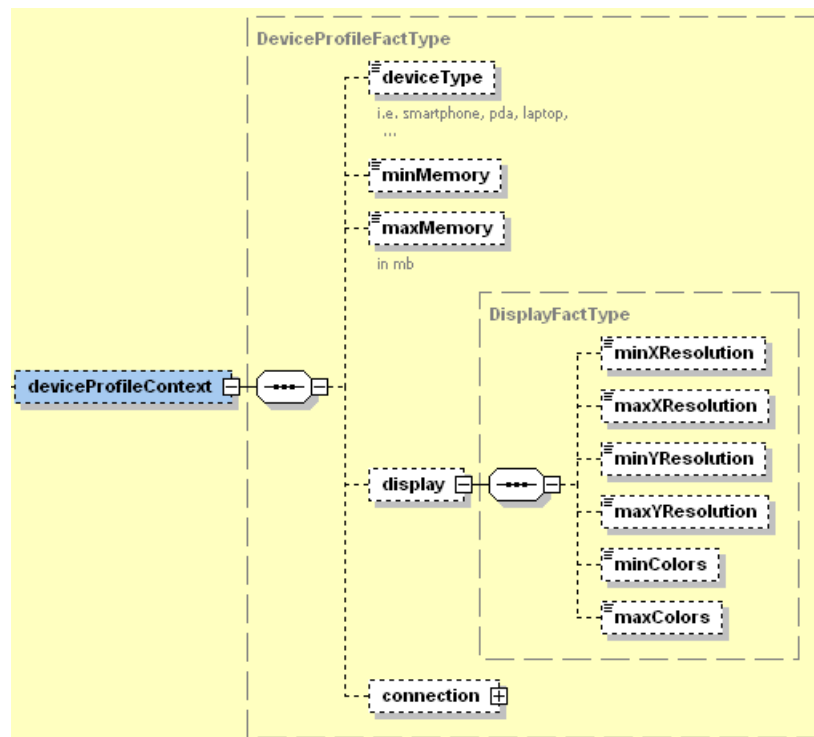 DeviceProfileFactType
deviceType
i.e. smartphone, pda, laptop,
...
minMemory
maxMemory
in mb
DisplayFactType
minXResolution
deviceProfileContext
maxXResolution
minYResolution
display
maxYResolution
minColors
maxColors
connection